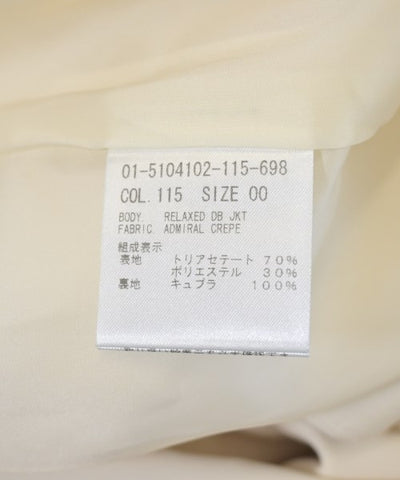 01-5104102-115-698
COL.115 SIZE 00
BODY. RELAXED DB JKT
FABRIC. ADMIRAL CREPE
組成表示
表地 トリアセテート 70%
ポリエステル 30%
裏地 キュプラ 100%